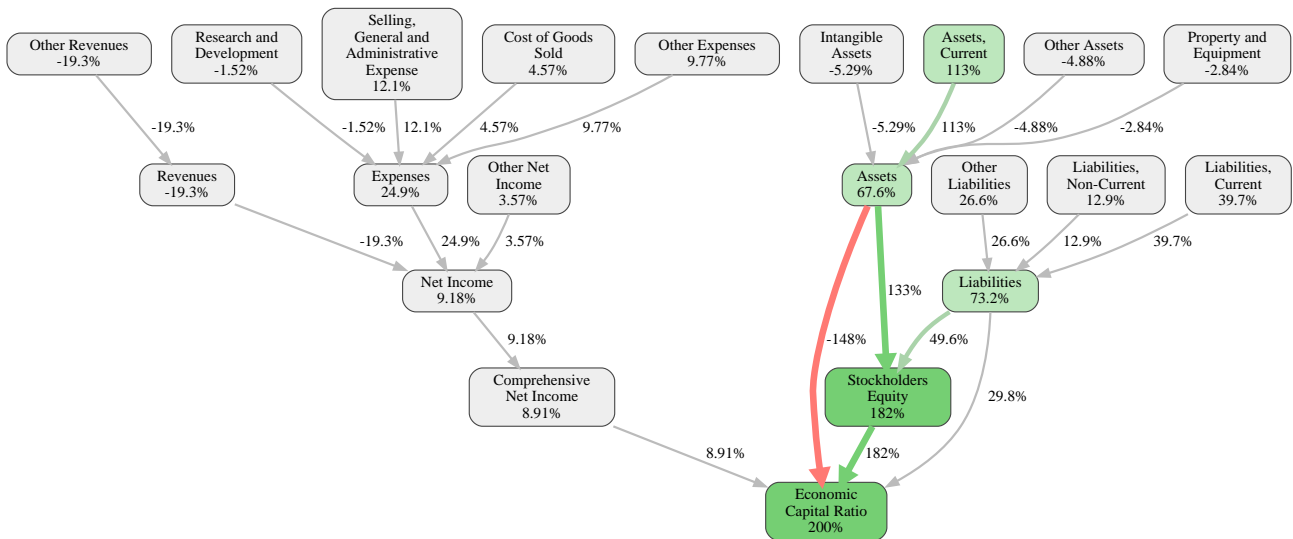 Other Revenues
-19.3%
Research and
Development
-1.52%
Selling,
General and
Administrative
Expense
12.1%
Cost of Goods
Sold
4.57%
Other Expenses
9.77%
Intangible
Assets
-5.29%
Assets,
Current
113%
Other Assets
-4.88%
Property and
Equipment
-2.84%
-19.3%
-1.52%
12.1%
4.57%
9.77%
-5.29%
113%
-4.88%
-2.84%
Revenues
-19.3%
Expenses
24.9%
Other Net
Income
3.57%
Assets
67.6%
Other
Liabilities
26.6%
Liabilities,
Non-Current
12.9%
Liabilities,
Current
39.7%
-19.3%
24.9%
3.57%
26.6%
12.9%
39.7%
Net Income
9.18%
Liabilities
73.2%
133%
9.18%
-148%
49.6%
Comprehensive
Net Income
8.91%
Stockholders
Equity
182%
29.8%
8.91%
182%
Economic
Capital Ratio
200%